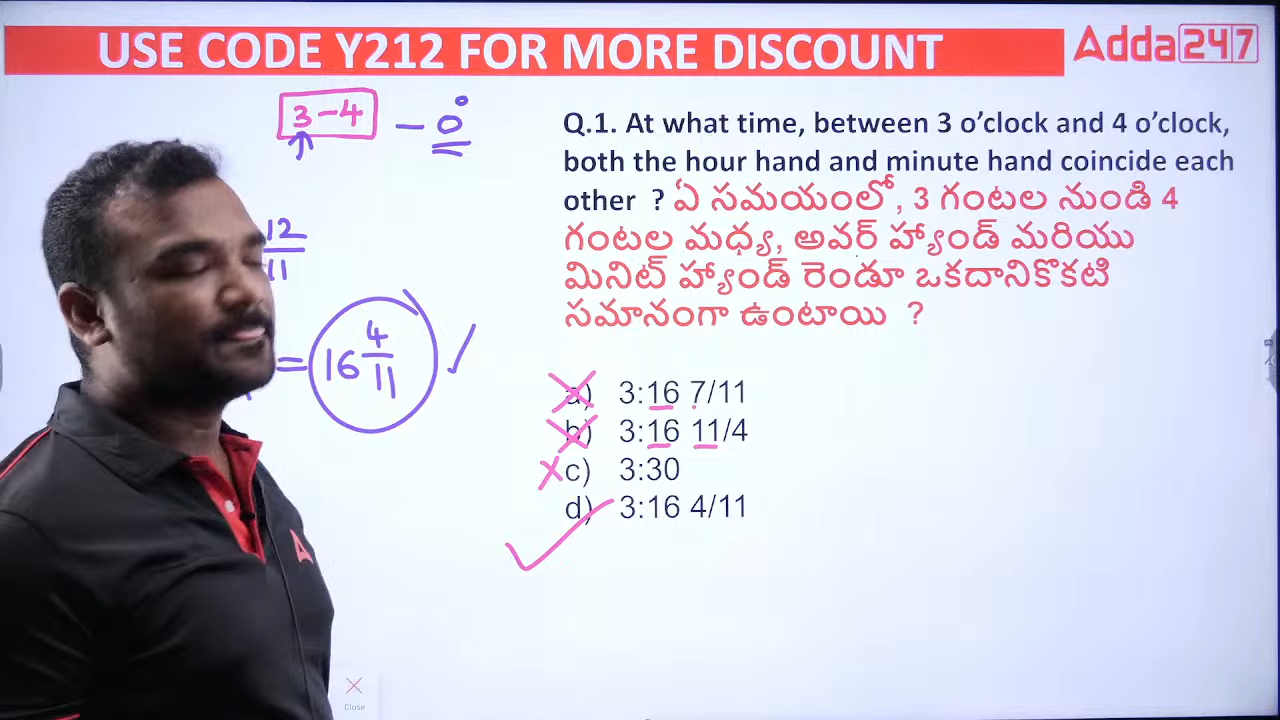 USE CODE Y212 FOR MORE DISCOUNT
Adda247
3-4 - 0°
12
11
= 16 4/11
Q.1. At what time, between 3 o’clock and 4 o’clock,
both the hour hand and minute hand coincide each
other ? ఏ సమయంలో, 3 గంటల నుండి 4
గంటల మధ్య, అవర్ హ్యాండ్ మరియు
మినిట్ హ్యాండ్ రెండూ ఒకదానికొకటి
సమానంగా ఉంటాయి ?
a) 3:16 7/11
b) 3:16 11/4
c) 3:30
d) 3:16 4/11
Close